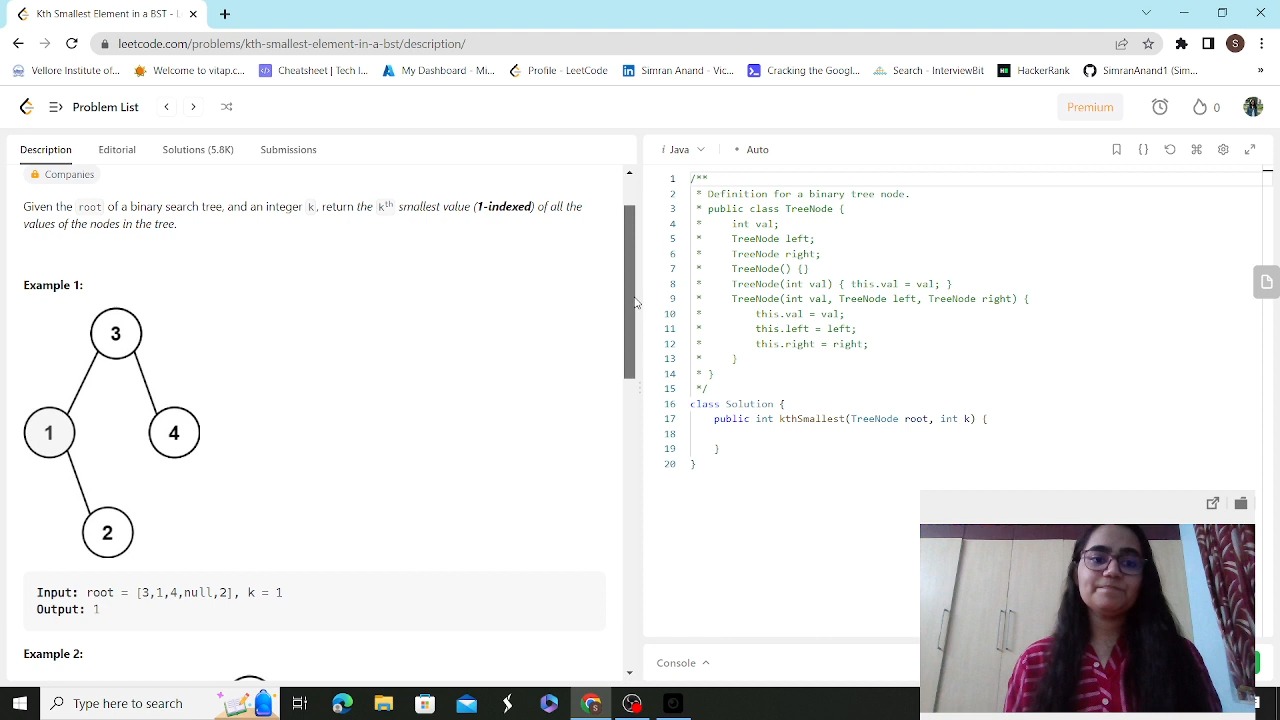 Kth Smallest Element in a BST -
leetcode.com/problems/kth-smallest-element-in-a-bst/description/
Vellore Institute of...
Welcome to vitap.c...
Codechef | Tech I...
My Dashboard - Mi...
Profile - LeetCode
Simran - Vic...
Cracking the Coogl...
Search - InterviewBit
HackerRank
SimranAnand1 (Sim...
Problem List
Premium
0
Description
Editorial
Solutions (5.8K)
Submissions
Companies
Given the root of a binary search tree, and an integer k, return the kth smallest value (1-indexed) of all the
values of the nodes in the tree.
Example 1:
3
1
4
2
Input: root = [3,1,4,null,2], k = 1
Output: 1
Example 2:
i Java
• Auto
1 /**
2 * Definition for a binary tree node.
3 * public class TreeNode {
4 * int val;
5 * TreeNode left;
6 * TreeNode right;
7 * TreeNode() {}
8 * TreeNode(int val) { this.val = val; }
9 * TreeNode(int val, TreeNode left, TreeNode right) {
10 * this.val = val;
11 * this.left = left;
12 * this.right = right;
13 * }
14 * }
15 */
16 class Solution {
17 public int kthSmallest(TreeNode root, int k) {
18
19 }
20 }
Console
Type here to search